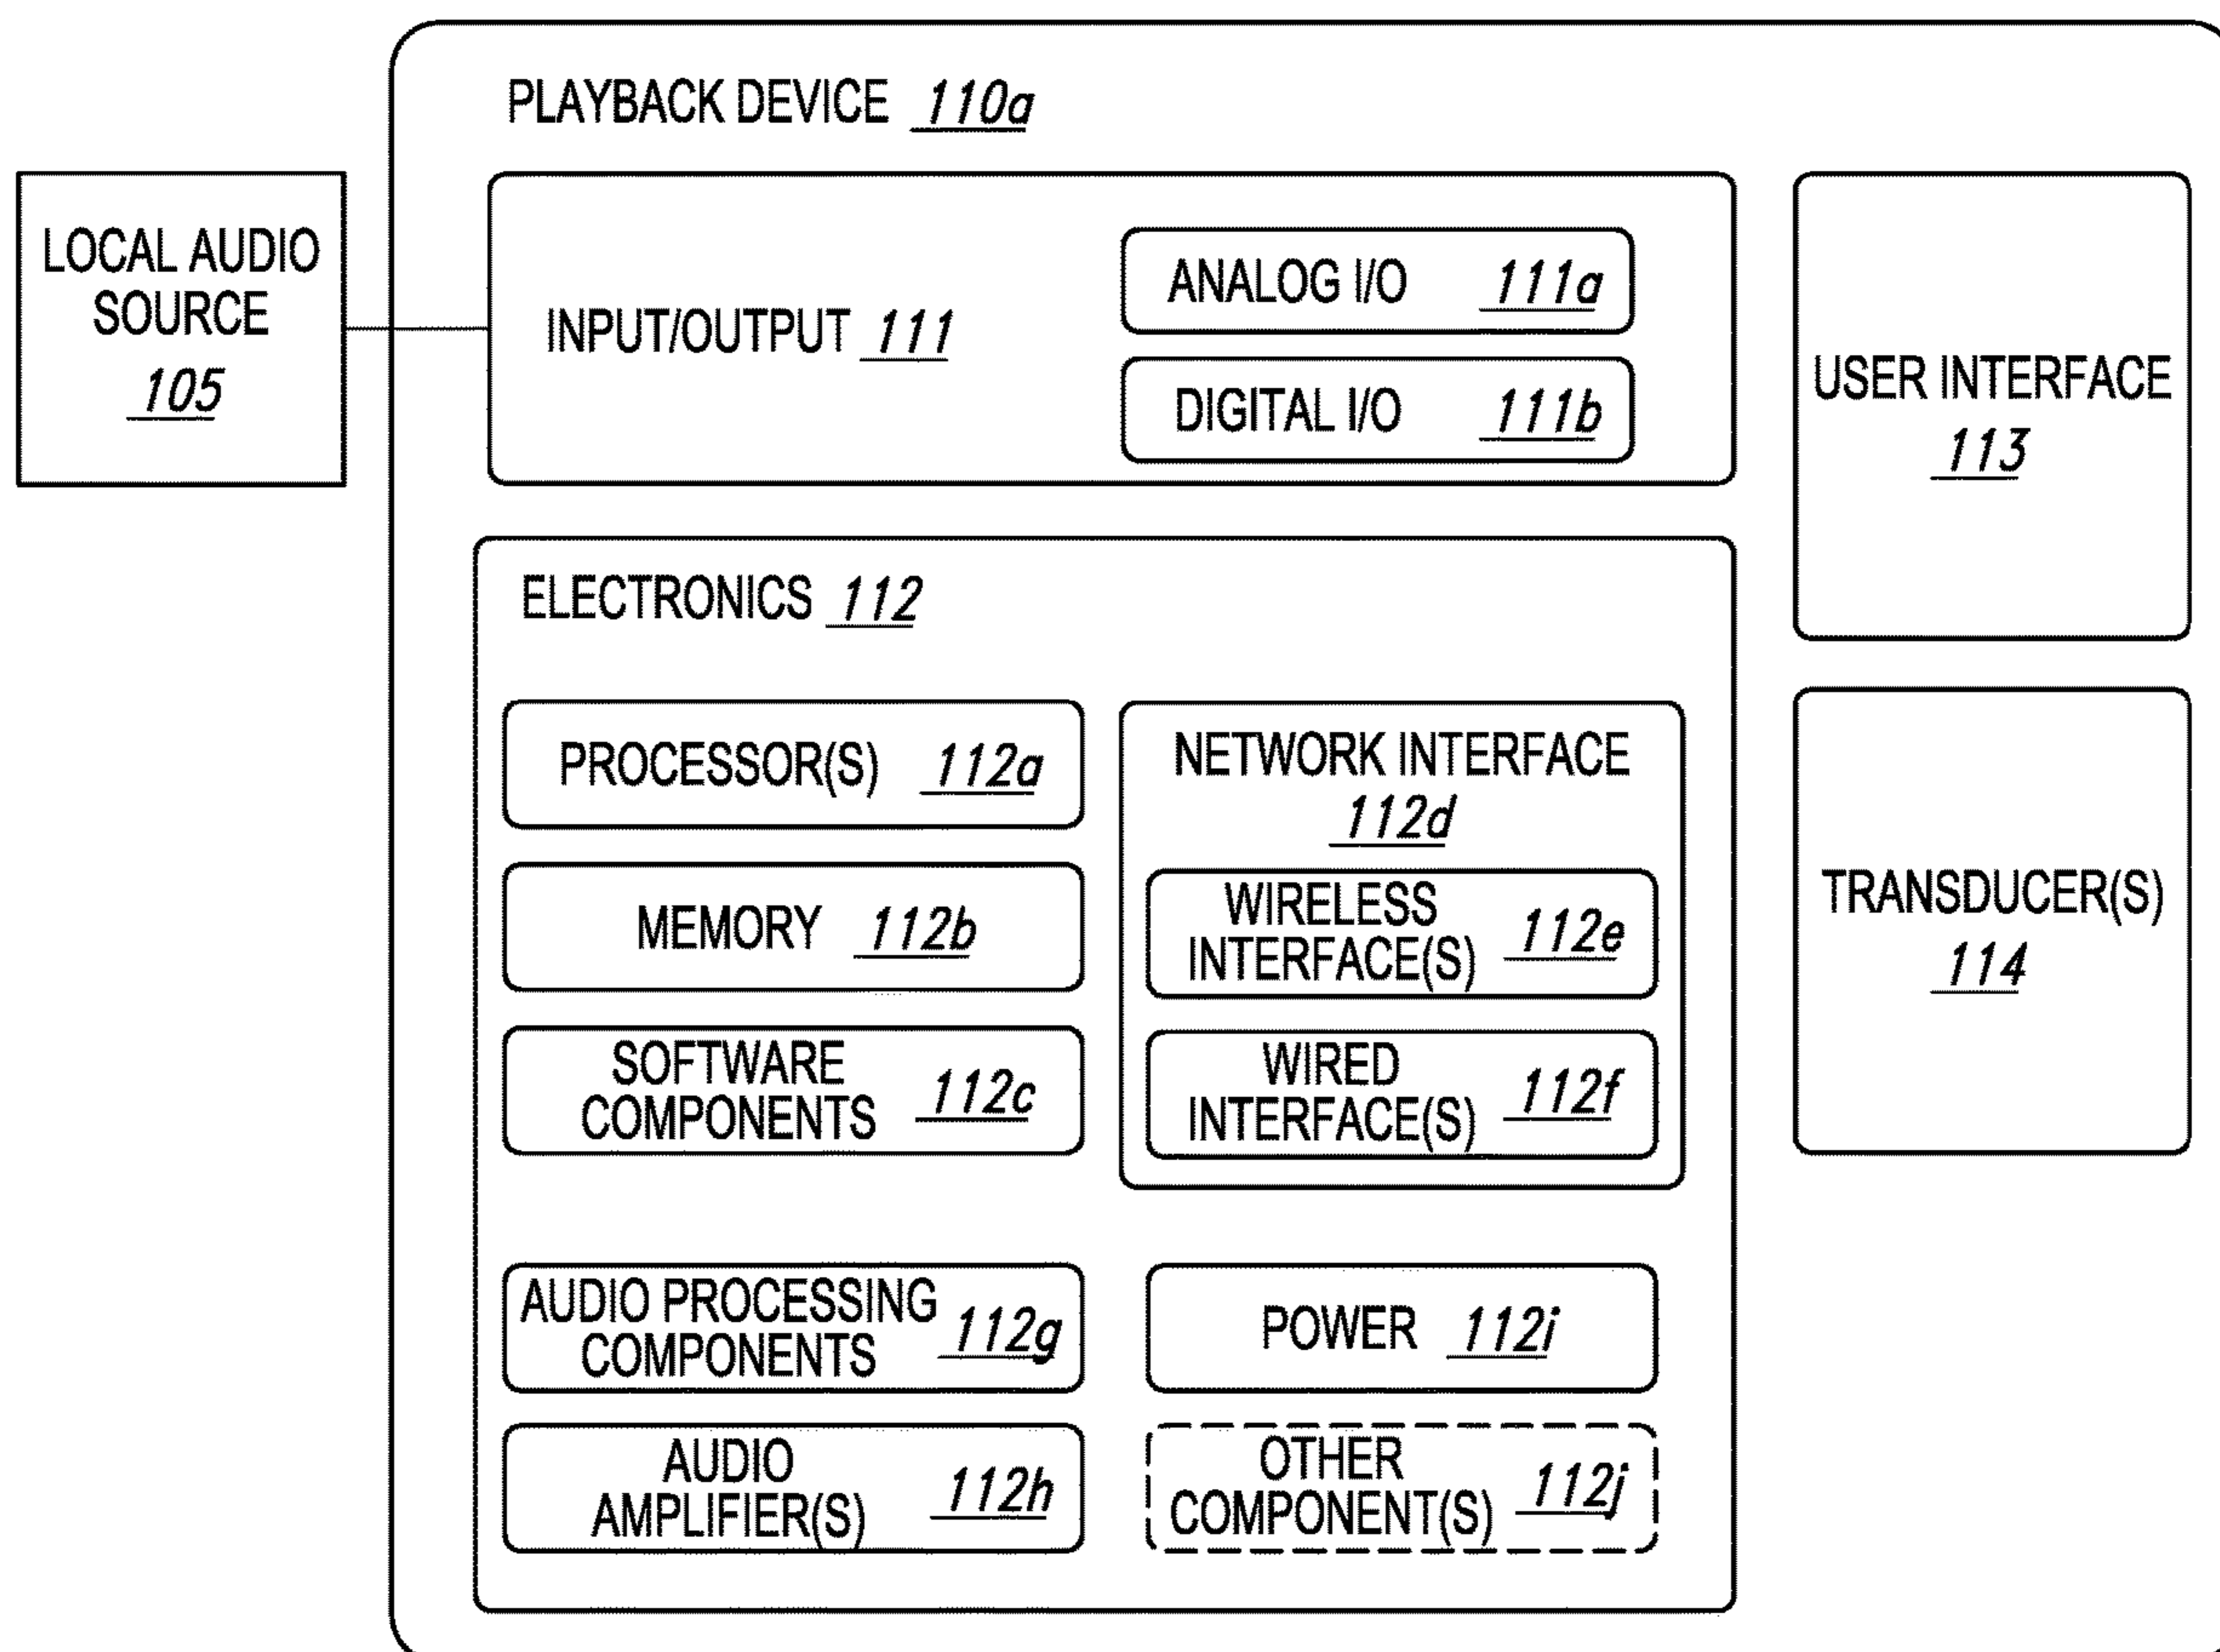 PLAYBACK DEVICE 110a
LOCAL AUDIO
SOURCE
105
INPUT/OUTPUT 111
ANALOG I/O 111a
DIGITAL I/O 111b
USER INTERFACE
113
ELECTRONICS 112
PROCESSOR(S) 112a
MEMORY 112b
SOFTWARE
COMPONENTS 112c
NETWORK INTERFACE
112d
WIRELESS
INTERFACE(S) 112e
WIRED
INTERFACE(S) 112f
TRANSDUCER(S)
114
AUDIO PROCESSING
COMPONENTS 112g
AUDIO
AMPLIFIER(S) 112h
POWER 112i
OTHER
COMPONENT(S) 112j